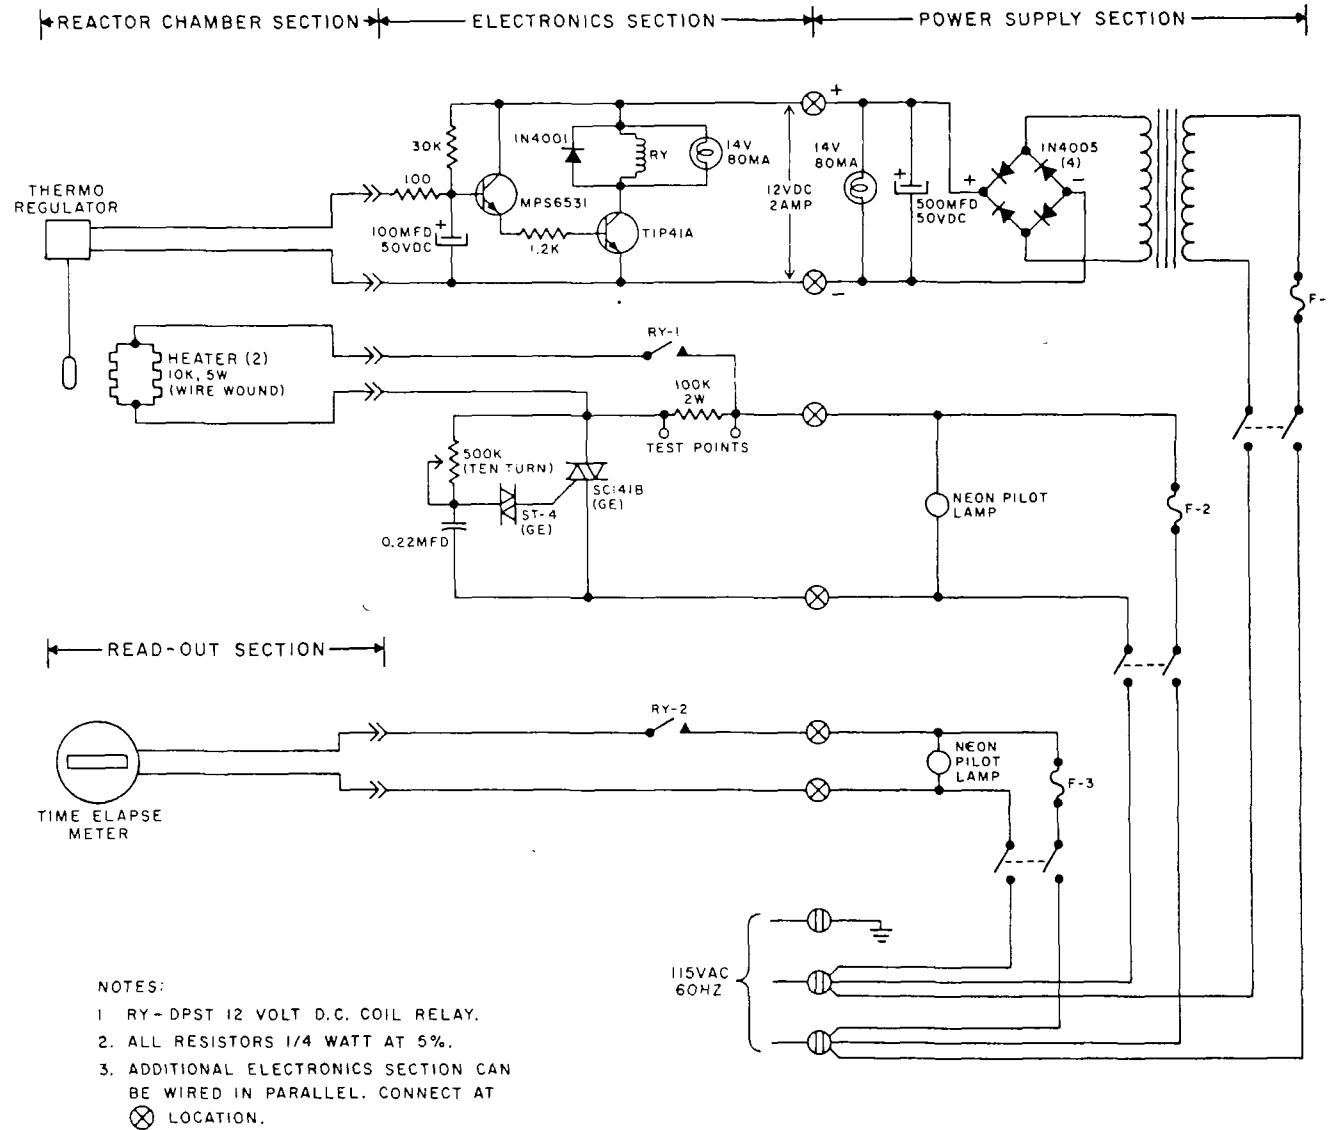 REACTOR CHAMBER SECTION
ELECTRONICS SECTION
POWER SUPPLY SECTION
THERMO
REGULATOR
30K
100
100MFD
50VDC
+
MPS6531
1.2K
1N4001
RY
14V
80MA
TIP41A
+
12VDC
2AMP
-
14V
80MA
+
500MFD
50VDC
+
1N4005
(4)
-
F-
HEATER (2)
10K, 5W
(WIRE WOUND)
RY-1
100K
2W
TEST POINTS
500K
(TEN TURN)
ST-4
(GE)
SC141B
(GE)
0.22MFD
NEON PILOT
LAMP
F-2
READ-OUT SECTION
TIME ELAPSE
METER
RY-2
NEON
PILOT
LAMP
F-3
115VAC
60HZ
NOTES:
1 RY-DPST 12 VOLT D.C. COIL RELAY.
2. ALL RESISTORS 1/4 WATT AT 5%.
3. ADDITIONAL ELECTRONICS SECTION CAN
BE WIRED IN PARALLEL. CONNECT AT
LOCATION.